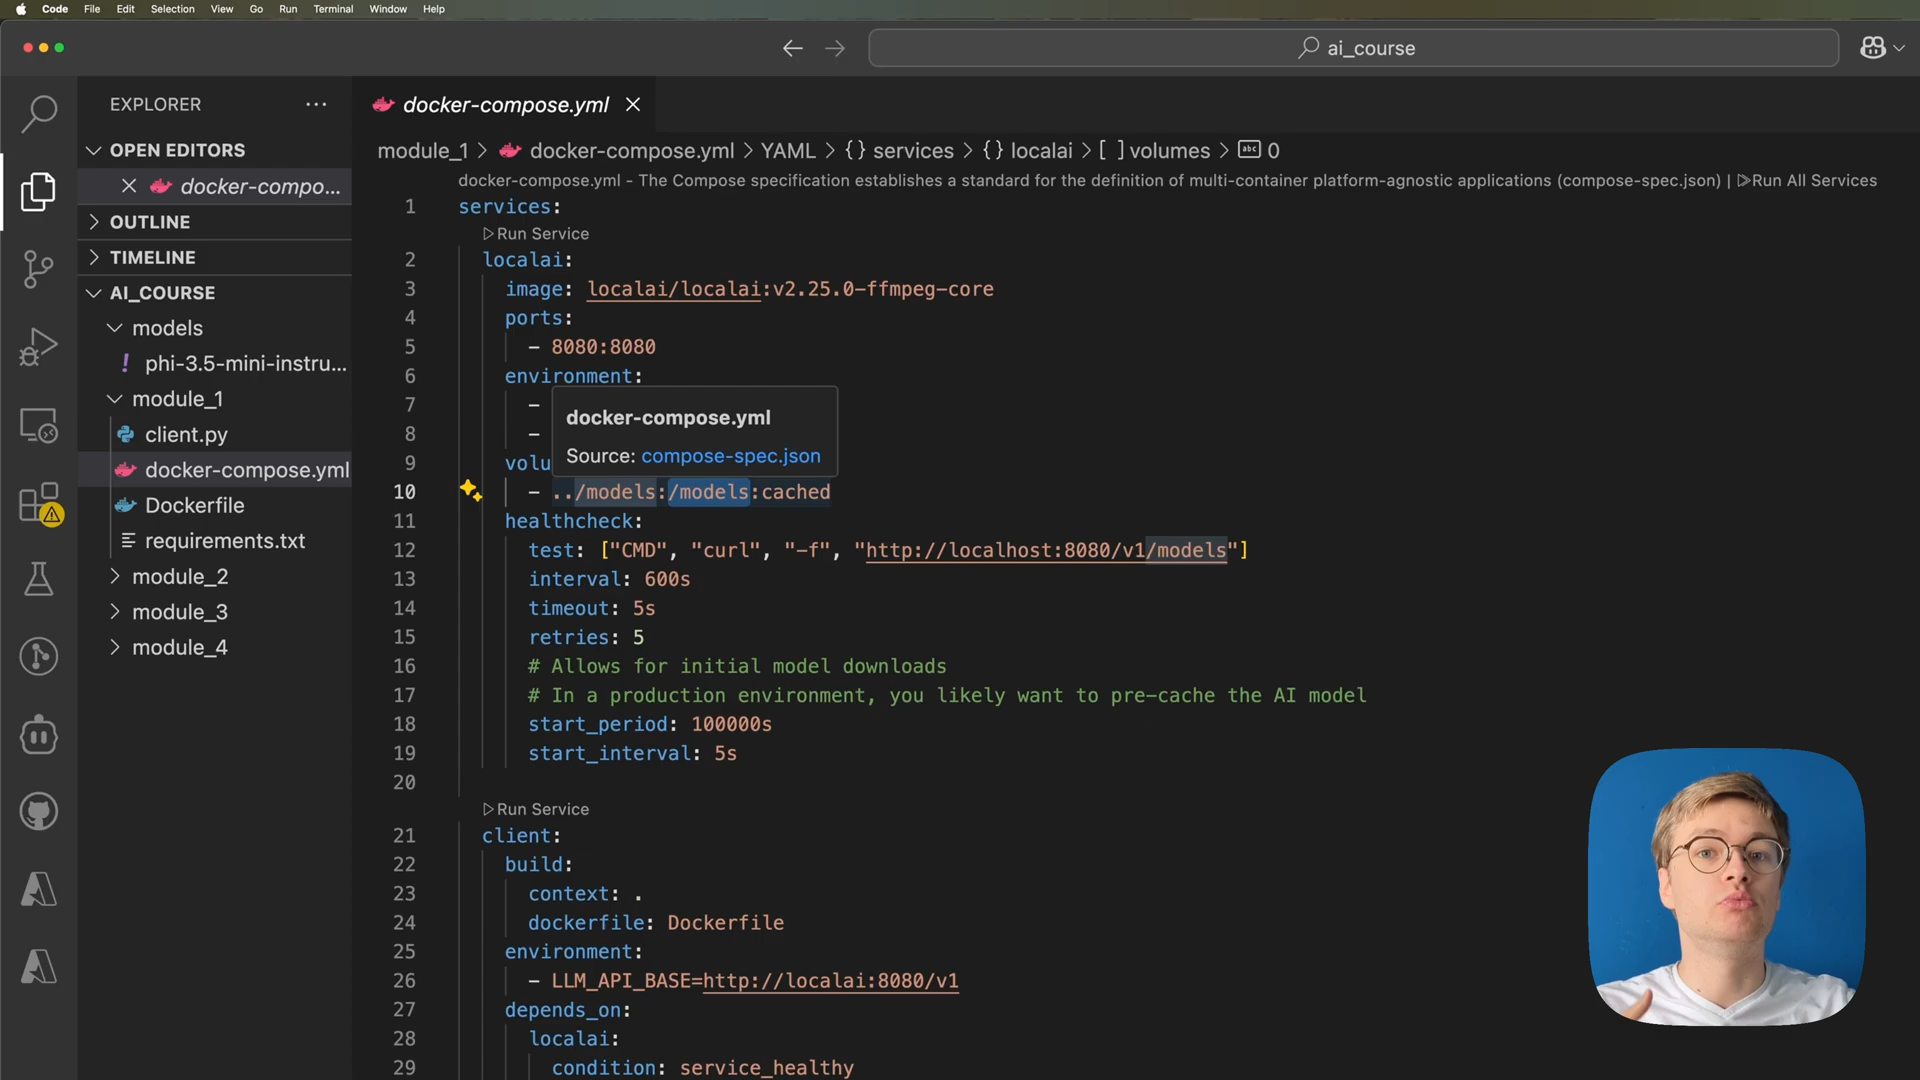 Code File Edit Selection View Go Run Terminal Window Help
ai_course
EXPLORER
OPEN EDITORS
docker-compo...
OUTLINE
TIMELINE
AI_COURSE
models
phi-3.5-mini-instru...
module_1
client.py
docker-compose.yml
Dockerfile
requirements.txt
module_2
module_3
module_4
docker-compose.yml
module_1 > docker-compose.yml > YAML > {} services > {} localai > [ ] volumes > abc 0
docker-compose.yml - The Compose specification establishes a standard for the definition of multi-container platform-agnostic applications (compose-spec.json) | ▷Run All Services
1 services:
▷Run Service
2 localai:
3 image: localai/localai:v2.25.0-ffmpeg-core
4 ports:
5 - 8080:8080
6 environment:
7 -
8 -
9 volu
docker-compose.yml
Source: compose-spec.json
10 - ../models:/models:cached
11 healthcheck:
12 test: ["CMD", "curl", "-f", "http://localhost:8080/v1/models"]
13 interval: 600s
14 timeout: 5s
15 retries: 5
16 # Allows for initial model downloads
17 # In a production environment, you likely want to pre-cache the AI model
18 start_period: 100000s
19 start_interval: 5s
20
▷Run Service
21 client:
22 build:
23 context: .
24 dockerfile: Dockerfile
25 environment:
26 - LLM_API_BASE=http://localai:8080/v1
27 depends_on:
28 localai:
29 condition: service_healthy